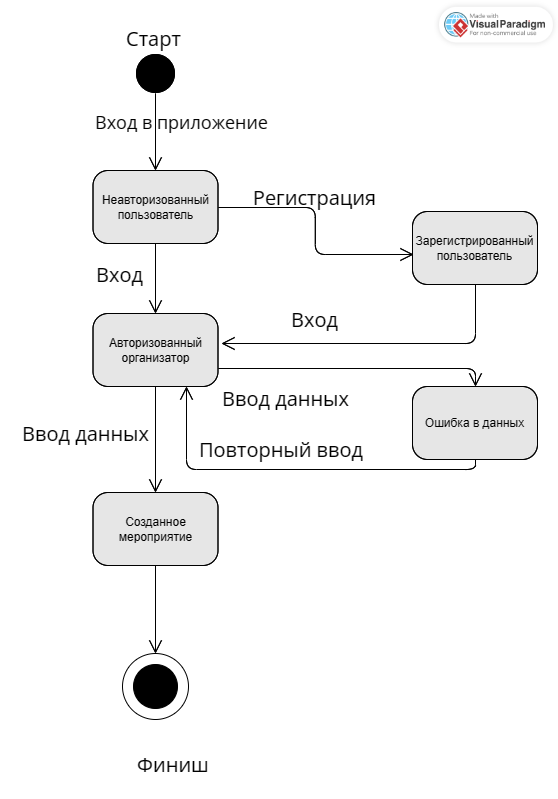 Made with
Visual Paradigm
For non-commercial use
Старт
Вход в приложение
Неавторизованный
пользователь
Регистрация
Зарегистрированный
пользователь
Вход
Вход
Авторизованный
организатор
Ввод данных
Ошибка в данных
Ввод данных
Повторный ввод
Созданное
мероприятие
Финиш